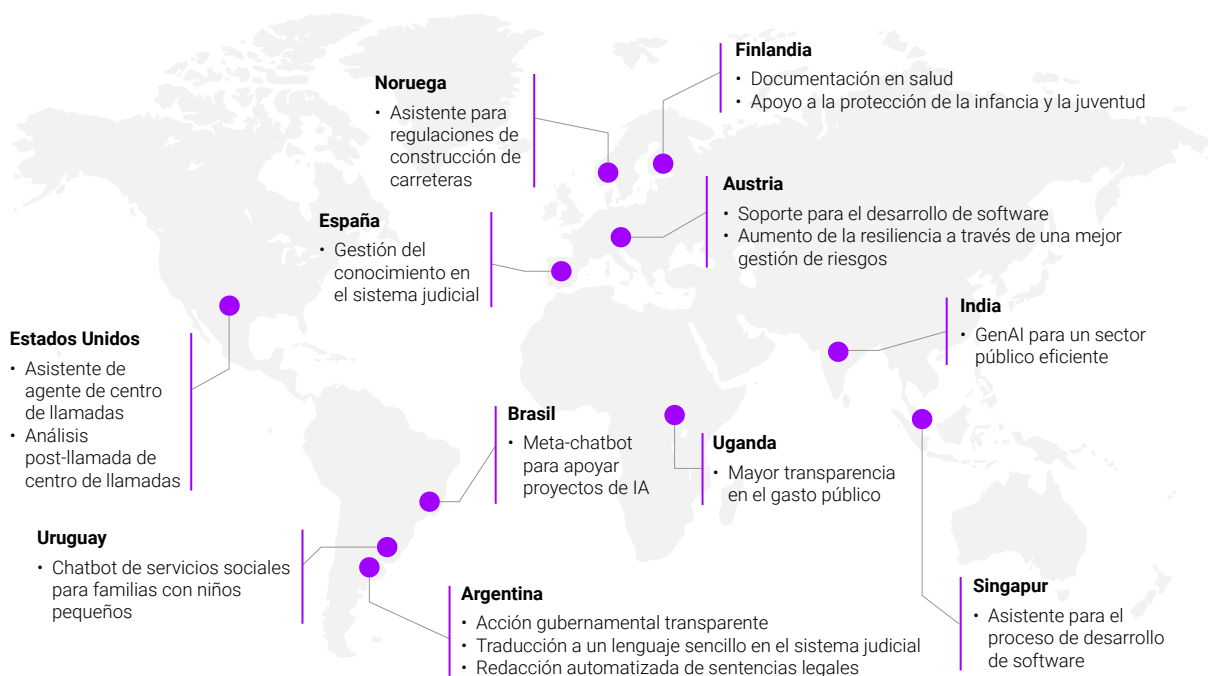 Finlandia
• Documentación en salud
• Apoyo a la protección de la infancia y la juventud
Noruega
• Asistente para
regulaciones de
construcción de
carreteras
Austria
• Soporte para el desarrollo de software
• Aumento de la resiliencia a través de una mejor
gestión de riesgos
España
• Gestión del
conocimiento en
el sistema judicial
India
• GenAI para un sector
público eficiente
Estados Unidos
• Asistente de
agente de centro
de llamadas
• Análisis
post-llamada de
centro de llamadas
Brasil
• Meta-chatbot
para apoyar
proyectos de IA
Uganda
• Mayor transparencia
en el gasto público
Uruguay
• Chatbot de servicios sociales
para familias con niños
pequeños
Argentina
• Acción gubernamental transparente
• Traducción a un lenguaje sencillo en el sistema judicial
• Redacción automatizada de sentencias legales
Singapur
• Asistente para el
proceso de desarrollo
de software